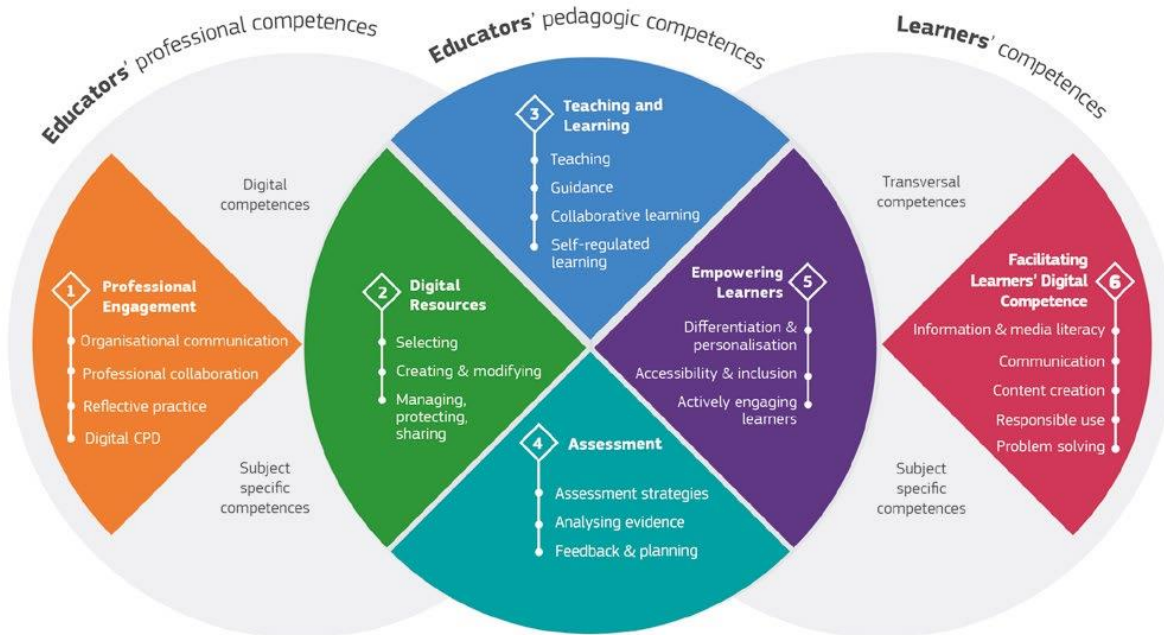 Educators' professional competences
Educators' pedagogic competences
Learners' competences
Digital
competences
Subject
specific
competences
1
Professional
Engagement
Organisational communication
Professional collaboration
Reflective practice
Digital CPD
2
Digital
Resources
Selecting
Creating & modifying
Managing,
protecting,
sharing
3
Teaching and
Learning
Teaching
Guidance
Collaborative learning
Self-regulated
learning
4
Assessment
Assessment strategies
Analysing evidence
Feedback & planning
5
Empowering
Learners
Differentiation &
personalisation
Accessibility & inclusion
Actively engaging
learners
Transversal
competences
Subject
specific
competences
6
Facilitating
Learners' Digital
Competence
Information & media literacy
Communication
Content creation
Responsible use
Problem solving